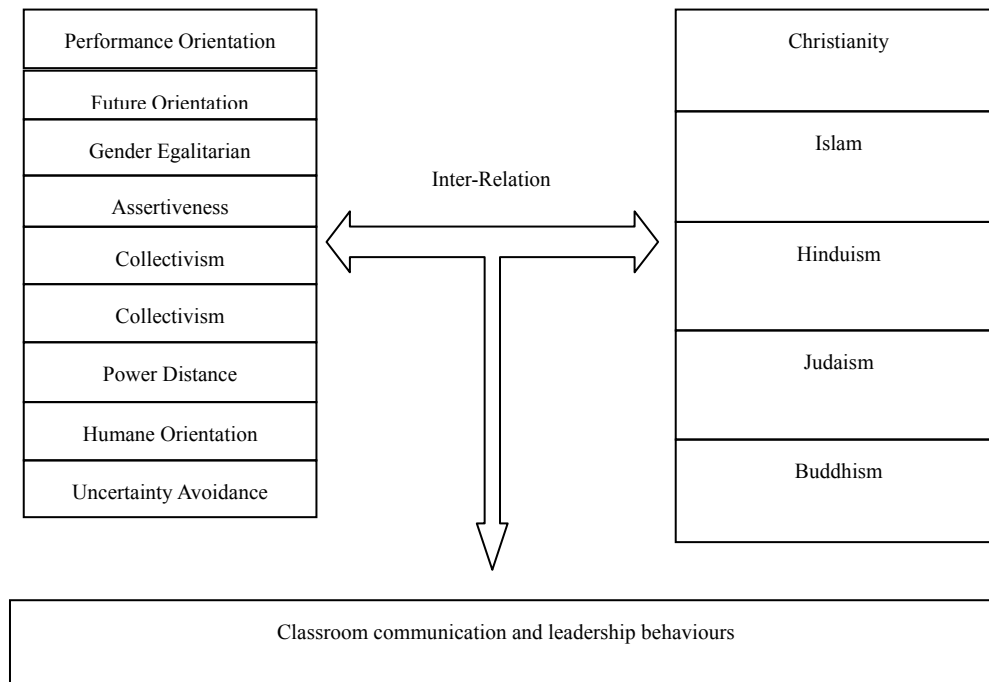 Performance Orientation
Future Orientation
Gender Egalitarian
Assertiveness
Collectivism
Collectivism
Power Distance
Humane Orientation
Uncertainty Avoidance
Inter-Relation
Christianity
Islam
Hinduism
Judaism
Buddhism
Classroom communication and leadership behaviours